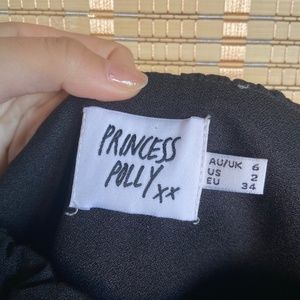 PRINCESS
POLLY xx
AU/UK 6
US 2
EU 34